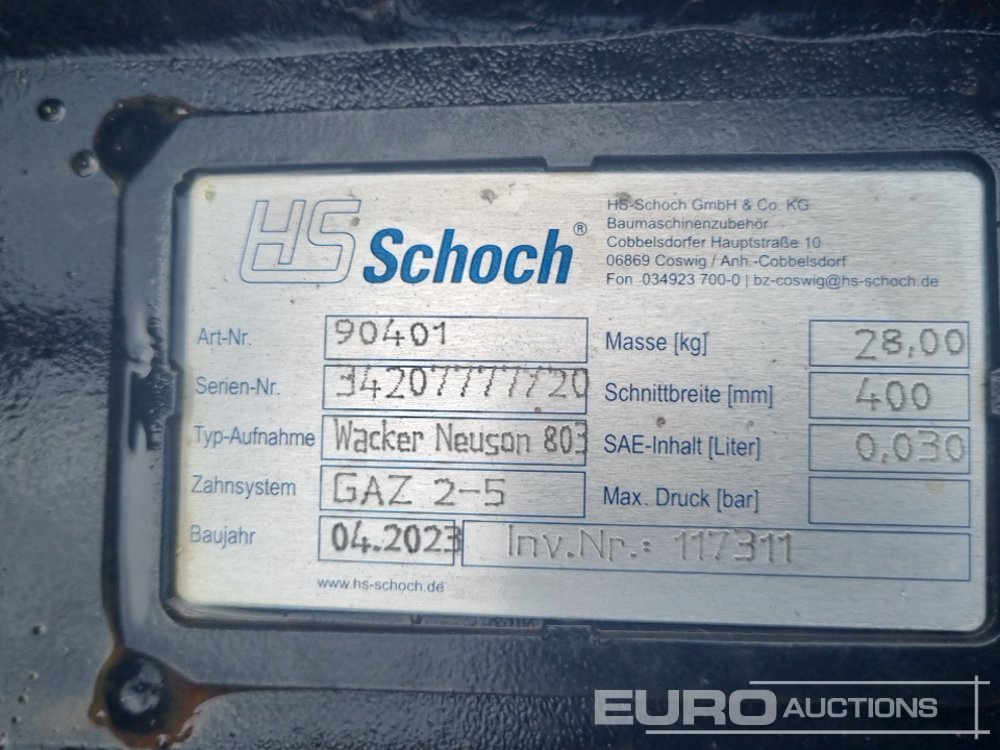 HS Schoch®
HS-Schoch GmbH & Co. KG
Baumaschinenzubehör
Cobbelsdorfer Hauptstraße 10
06869 Coswig / Anh.-Cobbelsdorf
Fon 034923 700-0 | bz-coswig@hs-schoch.de
Art-Nr. 90401
Masse [kg] 28,00
Serien-Nr. 34207777720
Schnittbreite [mm] 400
Typ-Aufnahme Wacker Neuson 803
SAE-Inhalt [Liter] 0,030
Zahnsystem GAZ 2-5
Max. Druck [bar]
Baujahr 04.2023 Inv.Nr.: 117311
www.hs-schoch.de
EURO AUCTIONS